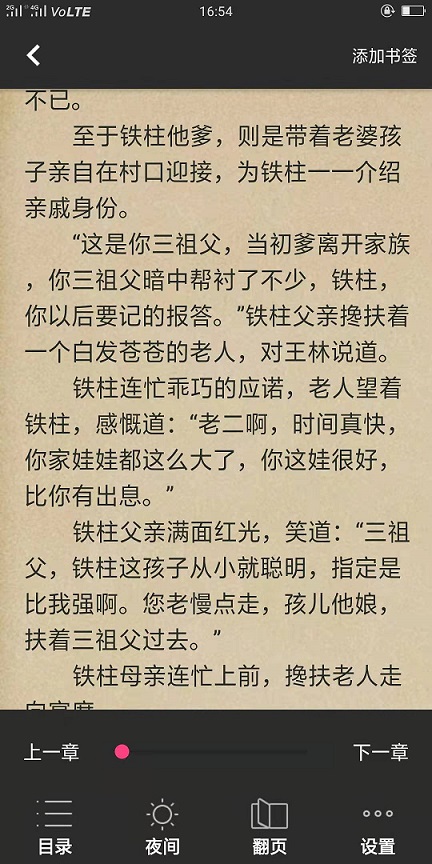 2G 4G VoLTE 16:54
添加书签
不已。
至于铁柱他爹，则是带着老婆孩
子亲自在村口迎接，为铁柱一一介绍
亲戚身份。
“这是你三祖父，当初爹离开家族
，你三祖父暗中帮衬了不少，铁柱，
你以后要记的报答。”铁柱父亲搀扶着
一个白发苍苍的老人，对王林说道。
铁柱连忙乖巧的应诺，老人望着
铁柱，感慨道：“老二啊，时间真快，
你家娃娃都这么大了，你这娃很好，
比你有出息。”
铁柱父亲满面红光，笑道：“三祖
父，铁柱这孩子从小就聪明，指定是
比我强啊。您老慢点走，孩儿他娘，
扶着三祖父过去。”
铁柱母亲连忙上前，搀扶老人走
上一章 下一章
目录 夜间 翻页 设置